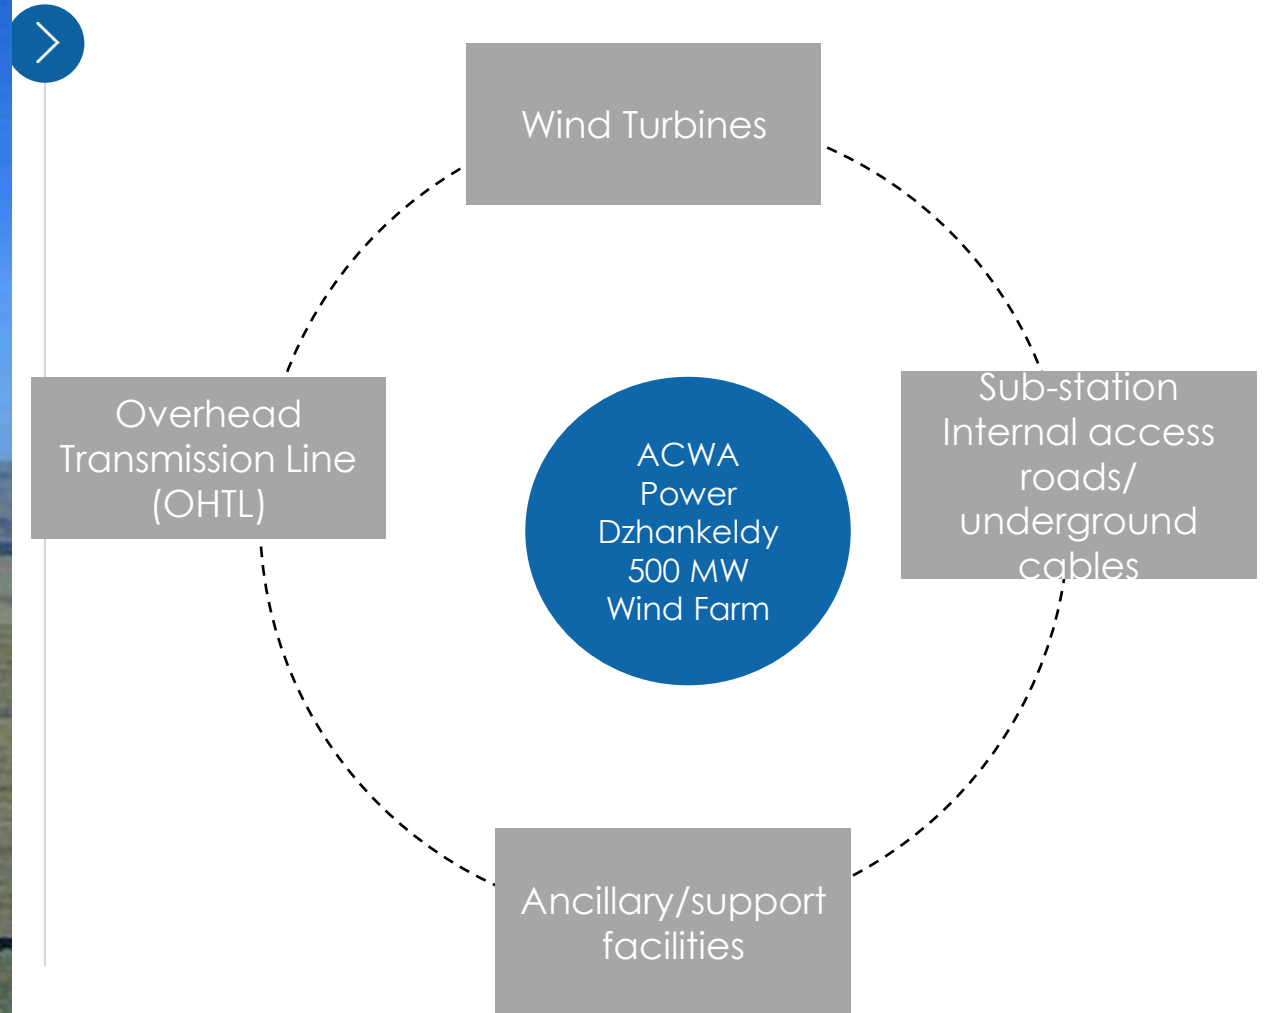 Wind Turbines
Overhead
Transmission Line
(OHTL)
ACWA
Power
Dzhankeldy
500 MW
Wind Farm
Sub-station
Internal access
roads/
underground
cables
Ancillary/support
facilities